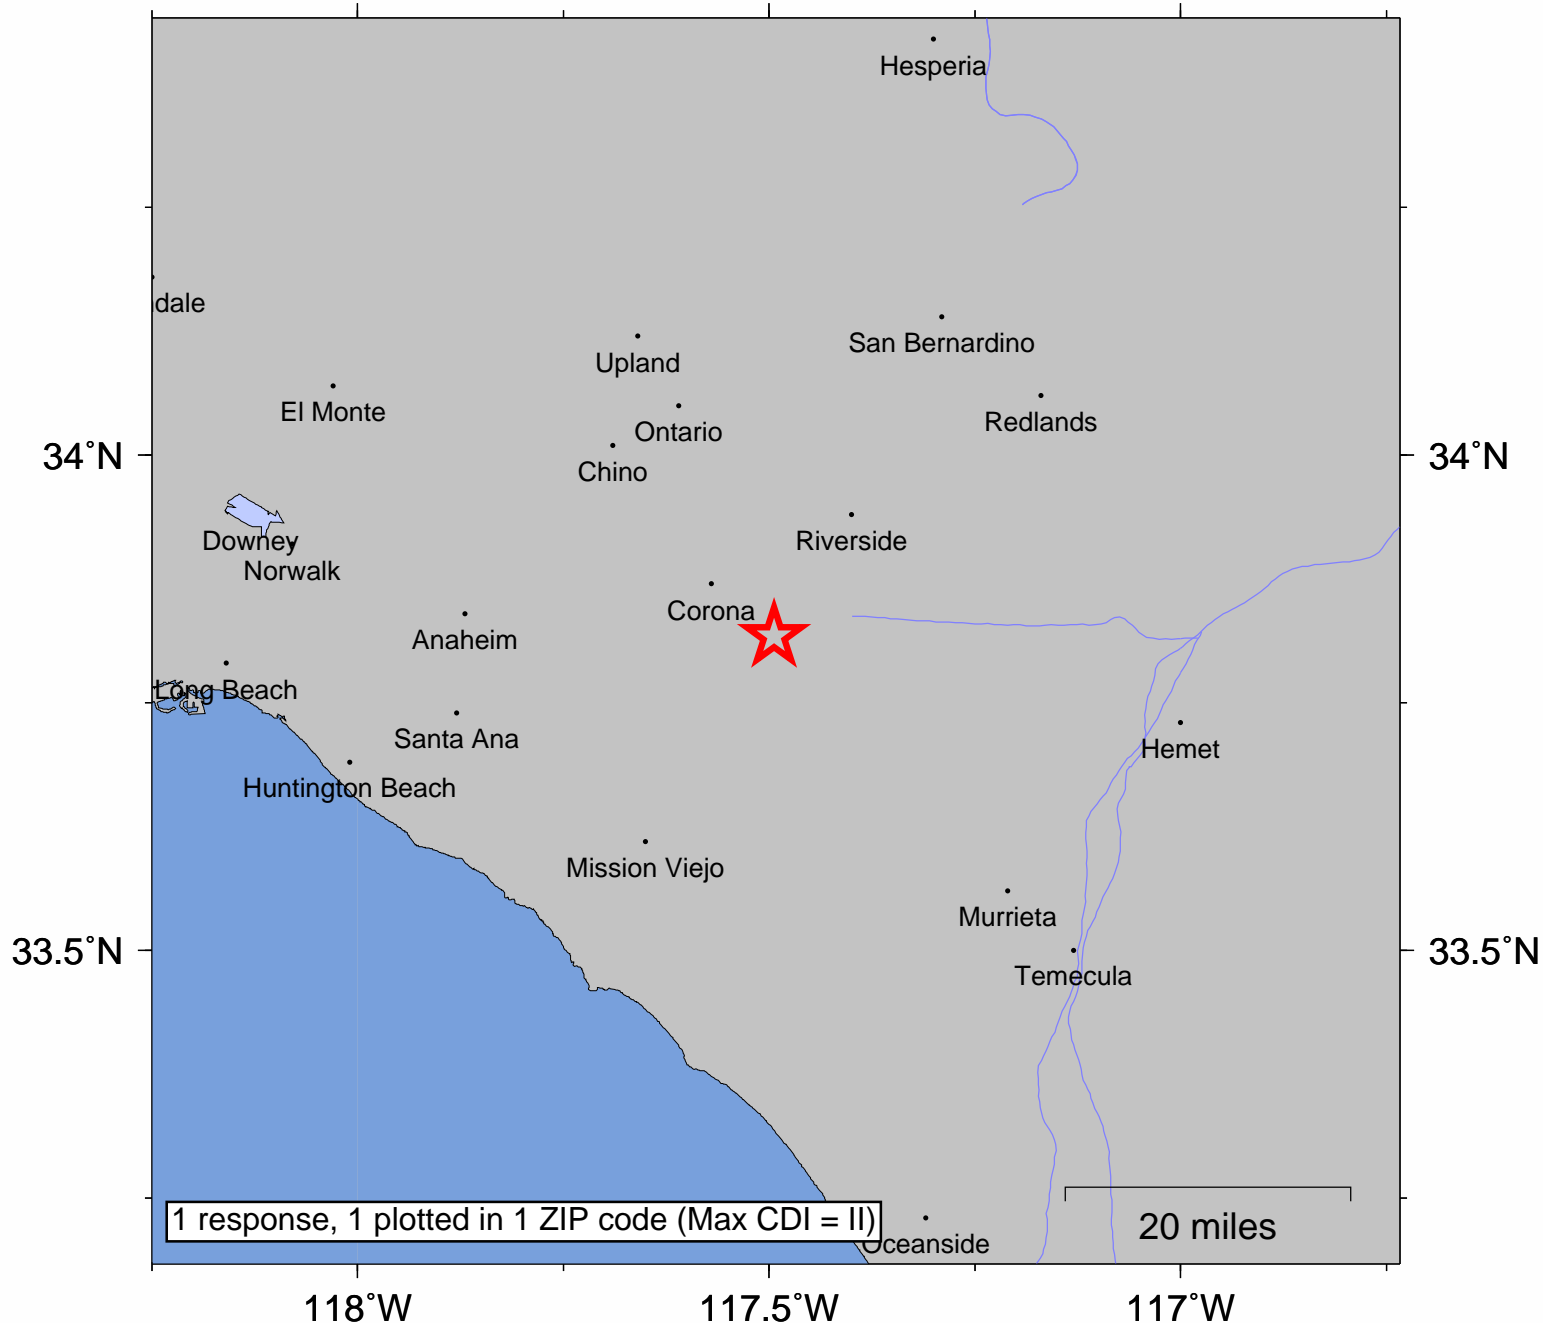 Hesperia
dale
San Bernardino
Upland
El Monte
Redlands
Ontario
34°N
34°N
Chino
Downey
Riverside
Norwalk
Corona
Anaheim
Long Beach
Santa Ana
Hemet
Huntington Beach
Mission Viejo
Murrieta
33.5°N
33.5°N
Temecula
1 response, 1 plotted in 1 ZIP code (Max CDI = II)
20 miles
Oceanside
118°W
117.5°W
117°W